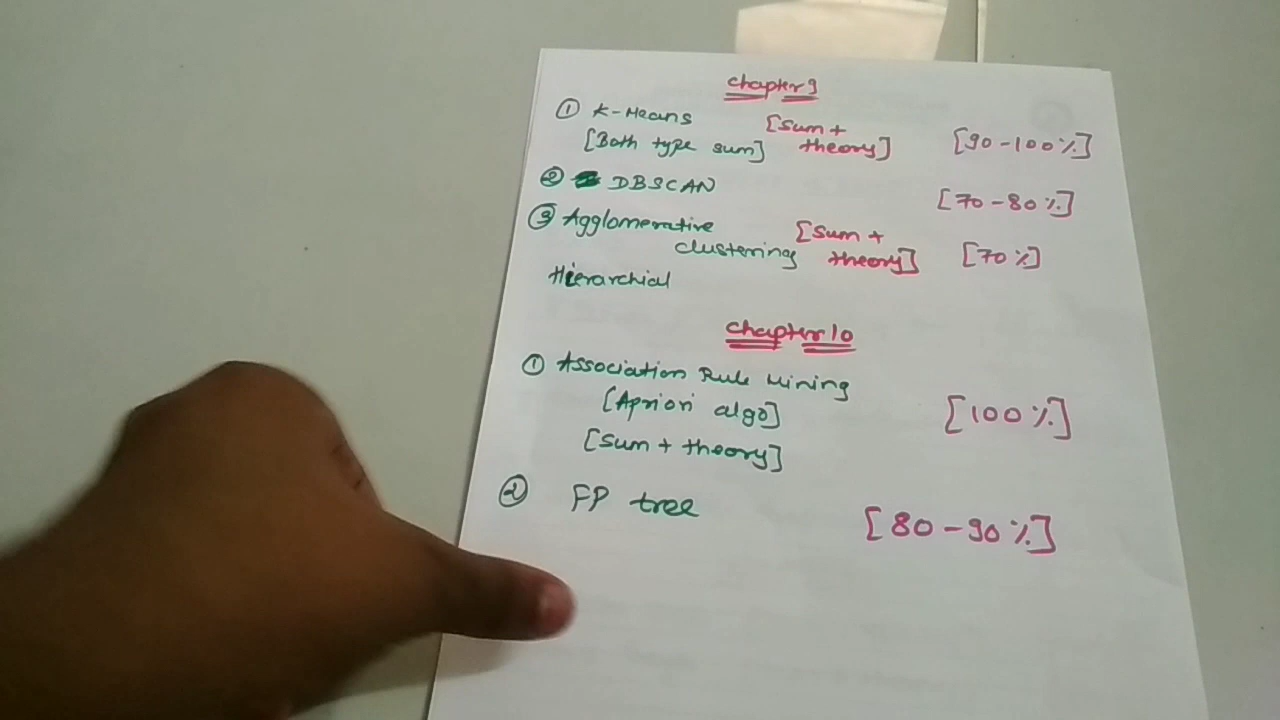 Chapter 9
① K-Means [Sum + [90-100%]
[Both type sum] theory]
② DBSCAN [70-80%]
③ Agglomerative [Sum +
clustering theory] [70%]
Hierarchial
Chapter 10
① Association Rule Mining
[Apriori algo] [100%]
[Sum + theory]
② FP tree [80-90%]